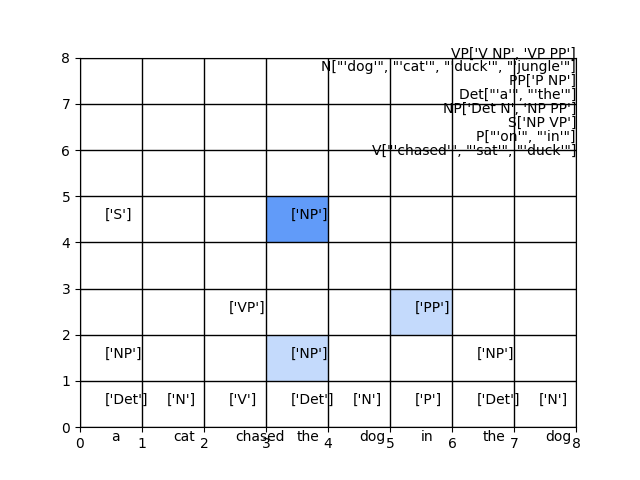 8 VP['V NP', 'VP PP']
N["'dog'", "'cat'", "'duck'", "'jungle'"]
PP['P NP']
Det["'a'", "'the'"]
7 NP['Det N', 'NP PP']
S['NP VP']
P["'on'", "'in'"]
6 V["'chased'", "'sat'", "'duck'"]
5
['S'] ['NP']
4
3
['VP'] ['PP']
2
['NP'] ['NP'] ['NP']
1
['Det'] ['N'] ['V'] ['Det'] ['N'] ['P'] ['Det'] ['N']
0
a cat chased the dog in the dog
0 1 2 3 4 5 6 7 8